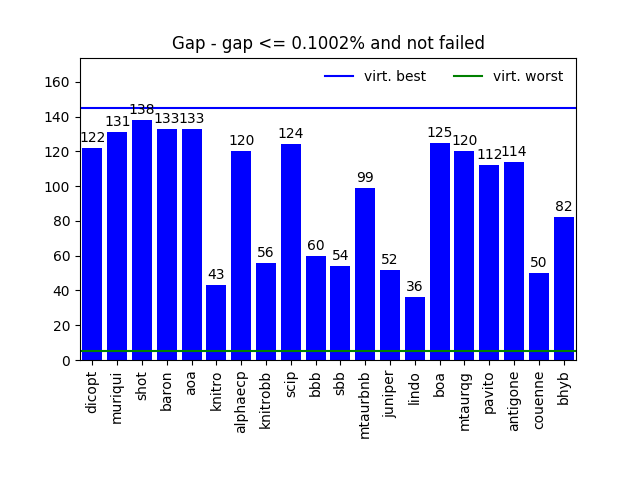 Gap - gap <= 0.1002% and not failed
virt. best virt. worst
160
140
120
100
80
60
40
20
0
122 131 138 133 133 43 120 56 124 60 54 99 52 36 125 120 112 114 50 82
dicopt muriqui shot baron aoa knitro alphaecp knitrobb scip bbb sbb mtaurbnb juniper lindo boa mtaurqg pavito antigone couenne bhyb